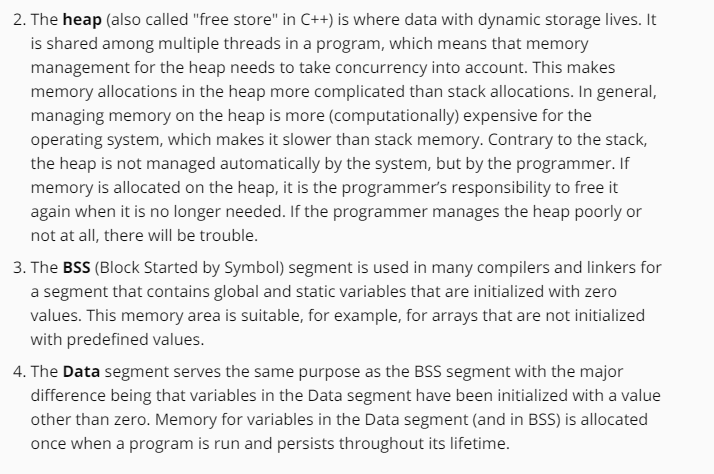 2. The heap (also called "free store" in C++) is where data with dynamic storage lives. It
is shared among multiple threads in a program, which means that memory
management for the heap needs to take concurrency into account. This makes
memory allocations in the heap more complicated than stack allocations. In general,
managing memory on the heap is more (computationally) expensive for the
operating system, which makes it slower than stack memory. Contrary to the stack,
the heap is not managed automatically by the system, but by the programmer. If
memory is allocated on the heap, it is the programmer’s responsibility to free it
again when it is no longer needed. If the programmer manages the heap poorly or
not at all, there will be trouble.
3. The BSS (Block Started by Symbol) segment is used in many compilers and linkers for
a segment that contains global and static variables that are initialized with zero
values. This memory area is suitable, for example, for arrays that are not initialized
with predefined values.
4. The Data segment serves the same purpose as the BSS segment with the major
difference being that variables in the Data segment have been initialized with a value
other than zero. Memory for variables in the Data segment (and in BSS) is allocated
once when a program is run and persists throughout its lifetime.